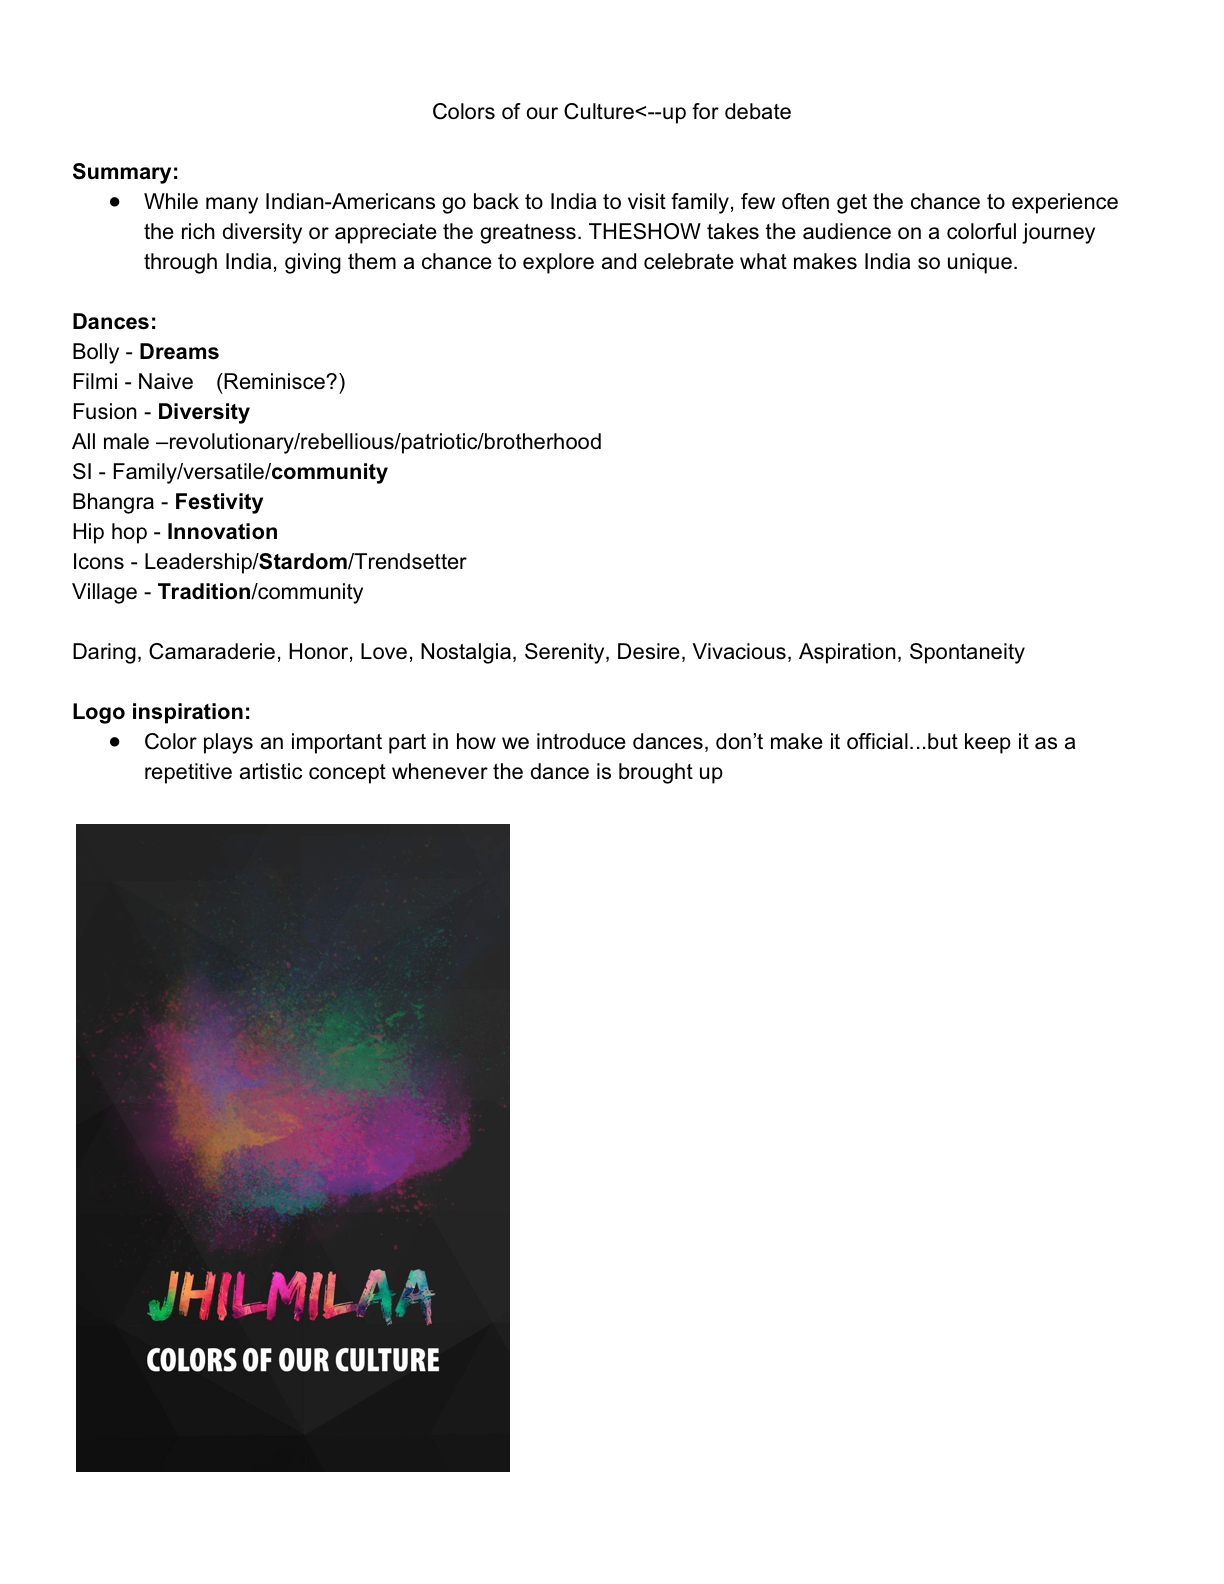 Colors of our Culture<--up for debate
Summary:
● While many Indian-Americans go back to India to visit family, few often get the chance to experience
the rich diversity or appreciate the greatness. THESHOW takes the audience on a colorful journey
through India, giving them a chance to explore and celebrate what makes India so unique.
Dances:
Bolly - Dreams
Filmi - Naive (Reminisce?)
Fusion - Diversity
All male –revolutionary/rebellious/patriotic/brotherhood
SI - Family/versatile/community
Bhangra - Festivity
Hip hop - Innovation
Icons - Leadership/Stardom/Trendsetter
Village - Tradition/community
Daring, Camaraderie, Honor, Love, Nostalgia, Serenity, Desire, Vivacious, Aspiration, Spontaneity
Logo inspiration:
● Color plays an important part in how we introduce dances, don’t make it official...but keep it as a
repetitive artistic concept whenever the dance is brought up
JHILMILAA
COLORS OF OUR CULTURE